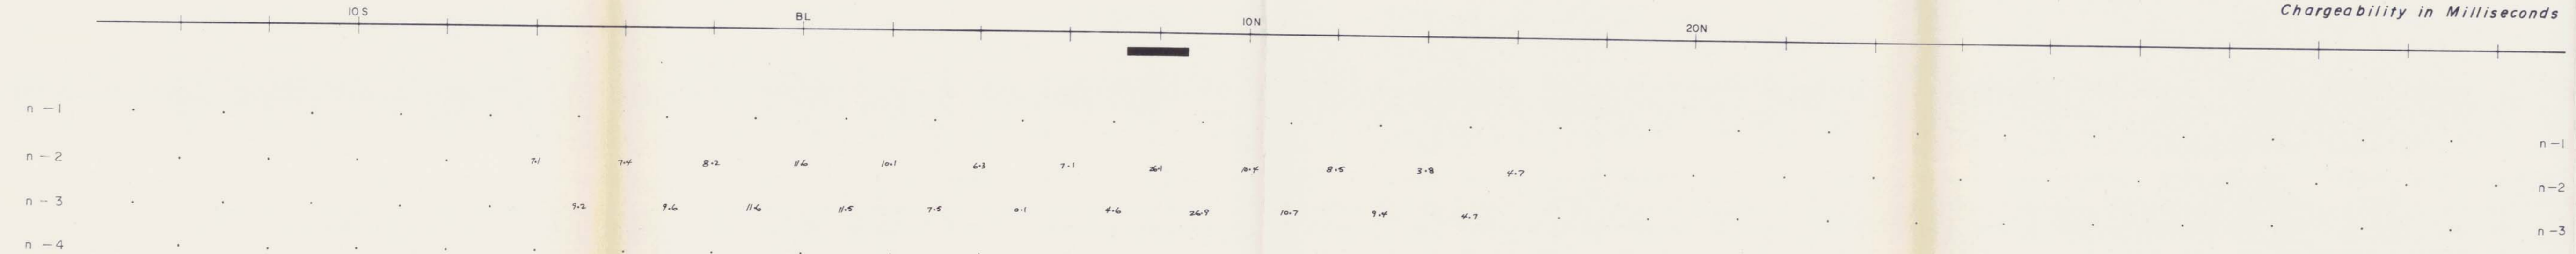 10S BL 10N 20N Chargeability in Milliseconds
n-1 n-1
n-2 7.1 7.4 8.2 11.6 10.1 6.3 7.1 26.1 10.4 8.5 3.8 4.7 n-2
n-3 9.2 9.6 11.6 11.5 7.5 0.1 4.6 26.9 10.7 9.4 4.7 n-3
n-4